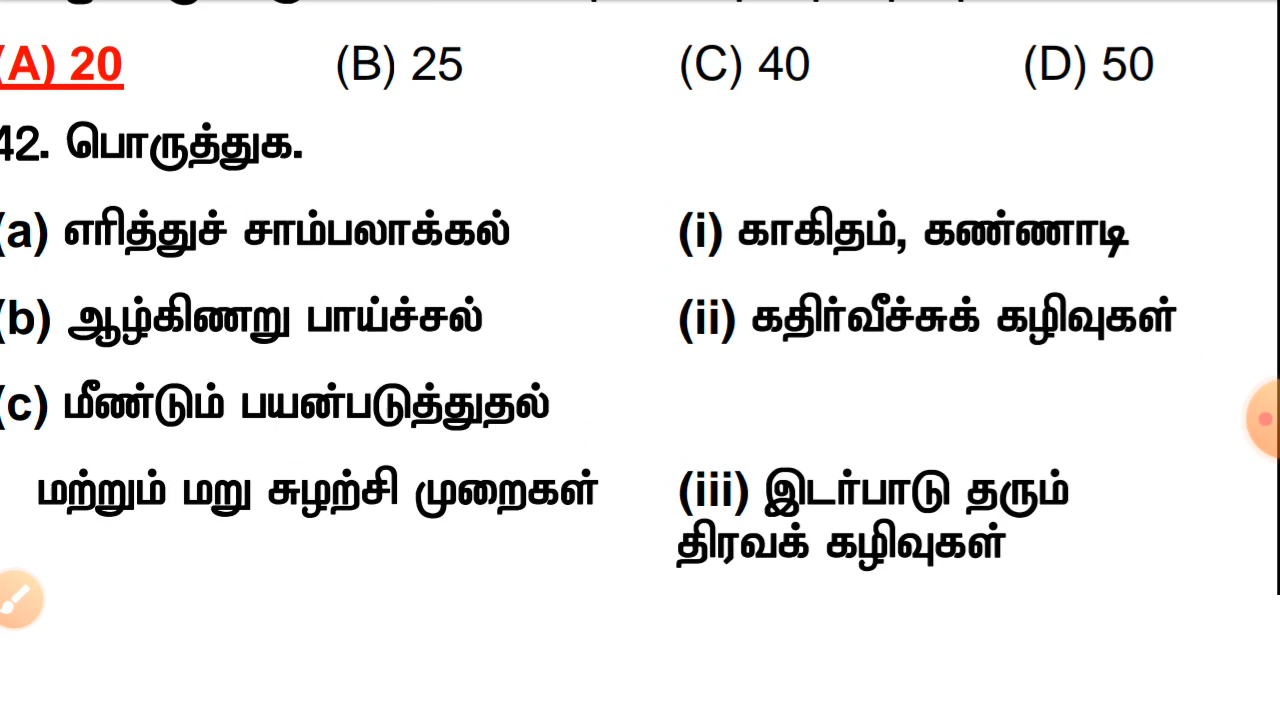 (A) 20 (B) 25 (C) 40 (D) 50
42. பொருத்துக.
(a) எரித்துச் சாம்பலாக்கல் (i) காகிதம், கண்ணாடி
(b) ஆழ்கிணறு பாய்ச்சல் (ii) கதிர்வீச்சுக் கழிவுகள்
(c) மீண்டும் பயன்படுத்துதல்
மற்றும் மறு சுழற்சி முறைகள் (iii) இடர்பாடு தரும்
திரவக் கழிவுகள்